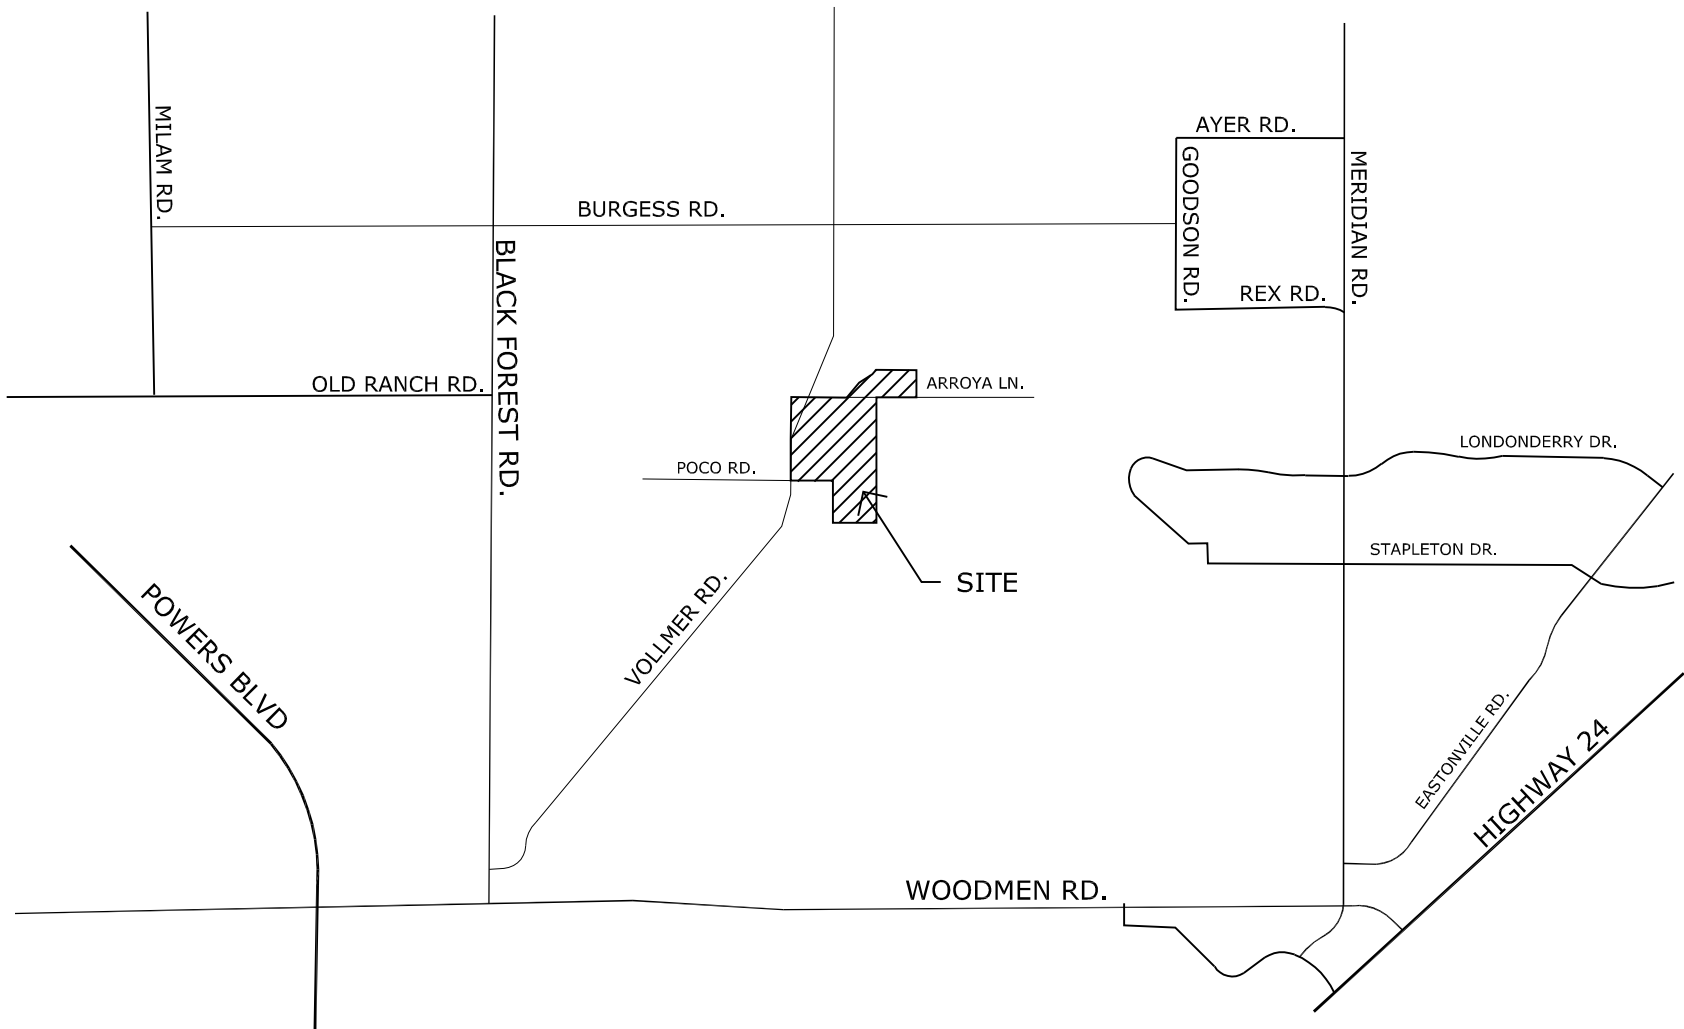 MILAM RD.
AYER RD.
GOODSON RD.
MERIDIAN RD.
BURGESS RD.
BLACK FOREST RD.
REX RD.
OLD RANCH RD.
ARROYA LN.
LONDONDERRY DR.
POCO RD.
STAPLETON DR.
SITE
VOLLMER RD.
POWERS BLVD
EASTONVILLE RD.
HIGHWAY 24
WOODMEN RD.